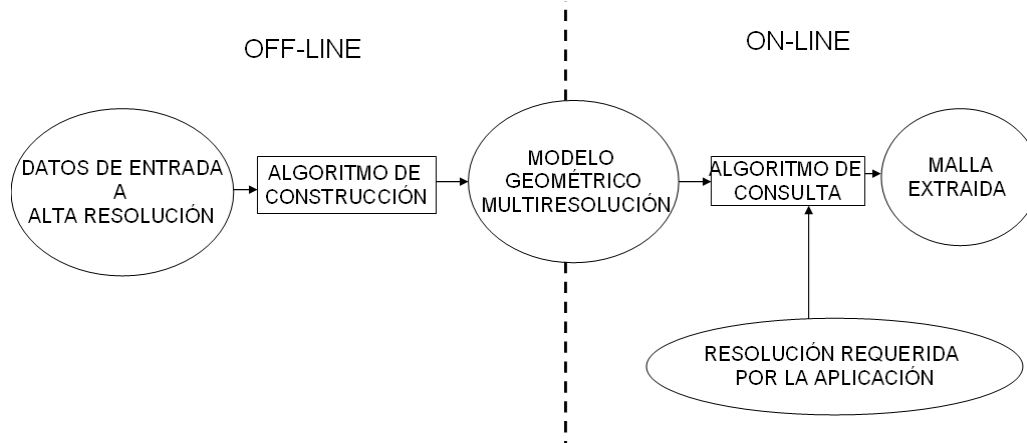 OFF-LINE
ON-LINE
DATOS DE ENTRADA
A
ALTA RESOLUCIÓN
ALGORITMO DE
CONSTRUCCIÓN
MODELO
GEOMÉTRICO
MULTIRESOLUCIÓN
ALGORITMO DE
CONSULTA
MALLA
EXTRAIDA
RESOLUCIÓN REQUERIDA
POR LA APLICACIÓN